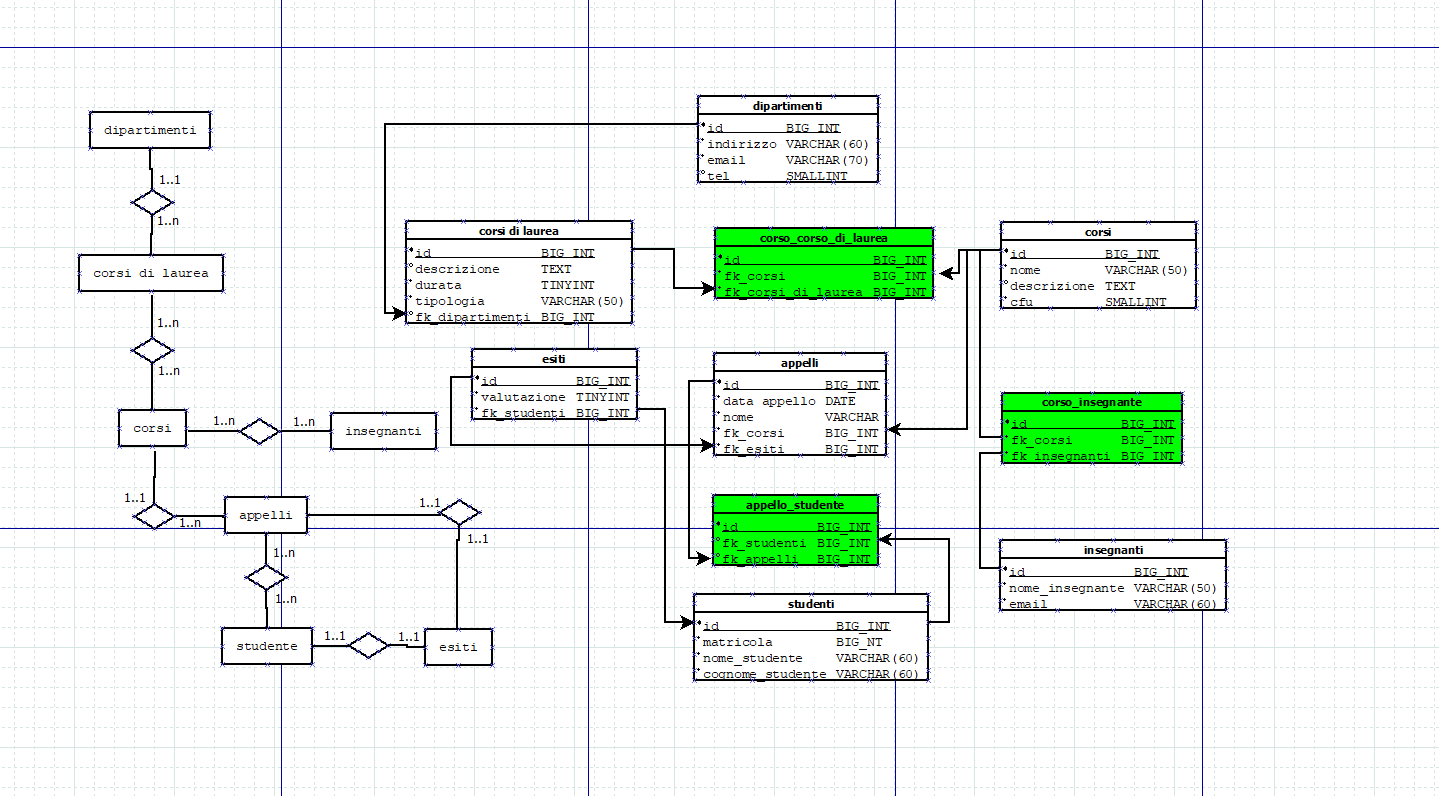 dipartimenti
1..1
1..n
corsi di laurea
1..n
1..n
corsi
1..n
1..n
insegnanti
1..1
1..n
appelli
1..1
1..1
1..n
1..n
studente
1..1
1..1
esiti
dipartimenti
id BIG_INT
indirizzo VARCHAR(60)
email VARCHAR(70)
tel SMALLINT
corsi di laurea
id BIG_INT
descrizione TEXT
durata TINYINT
tipologia VARCHAR(50)
fk_dipartimenti BIG_INT
corso_corso_di_laurea
id BIG_INT
fk_corsi BIG_INT
fk_corsi_di_laurea BIG_INT
corsi
id BIG_INT
nome VARCHAR(50)
descrizione TEXT
cfu SMALLINT
esiti
id BIG_INT
valutazione TINYINT
fk_studenti BIG_INT
appelli
id BIG_INT
data appello DATE
nome VARCHAR
fk_corsi BIG_INT
fk_esiti BIG_INT
corso_insegnante
id BIG_INT
fk_corsi BIG_INT
fk_insegnanti BIG_INT
appello_studente
id BIG_INT
fk_studenti BIG_INT
fk_appelli BIG_INT
insegnanti
id BIG_INT
nome_insegnante VARCHAR(50)
email VARCHAR(60)
studenti
id BIG_INT
matricola BIG_NT
nome_studente VARCHAR(60)
cognome_studente VARCHAR(60)